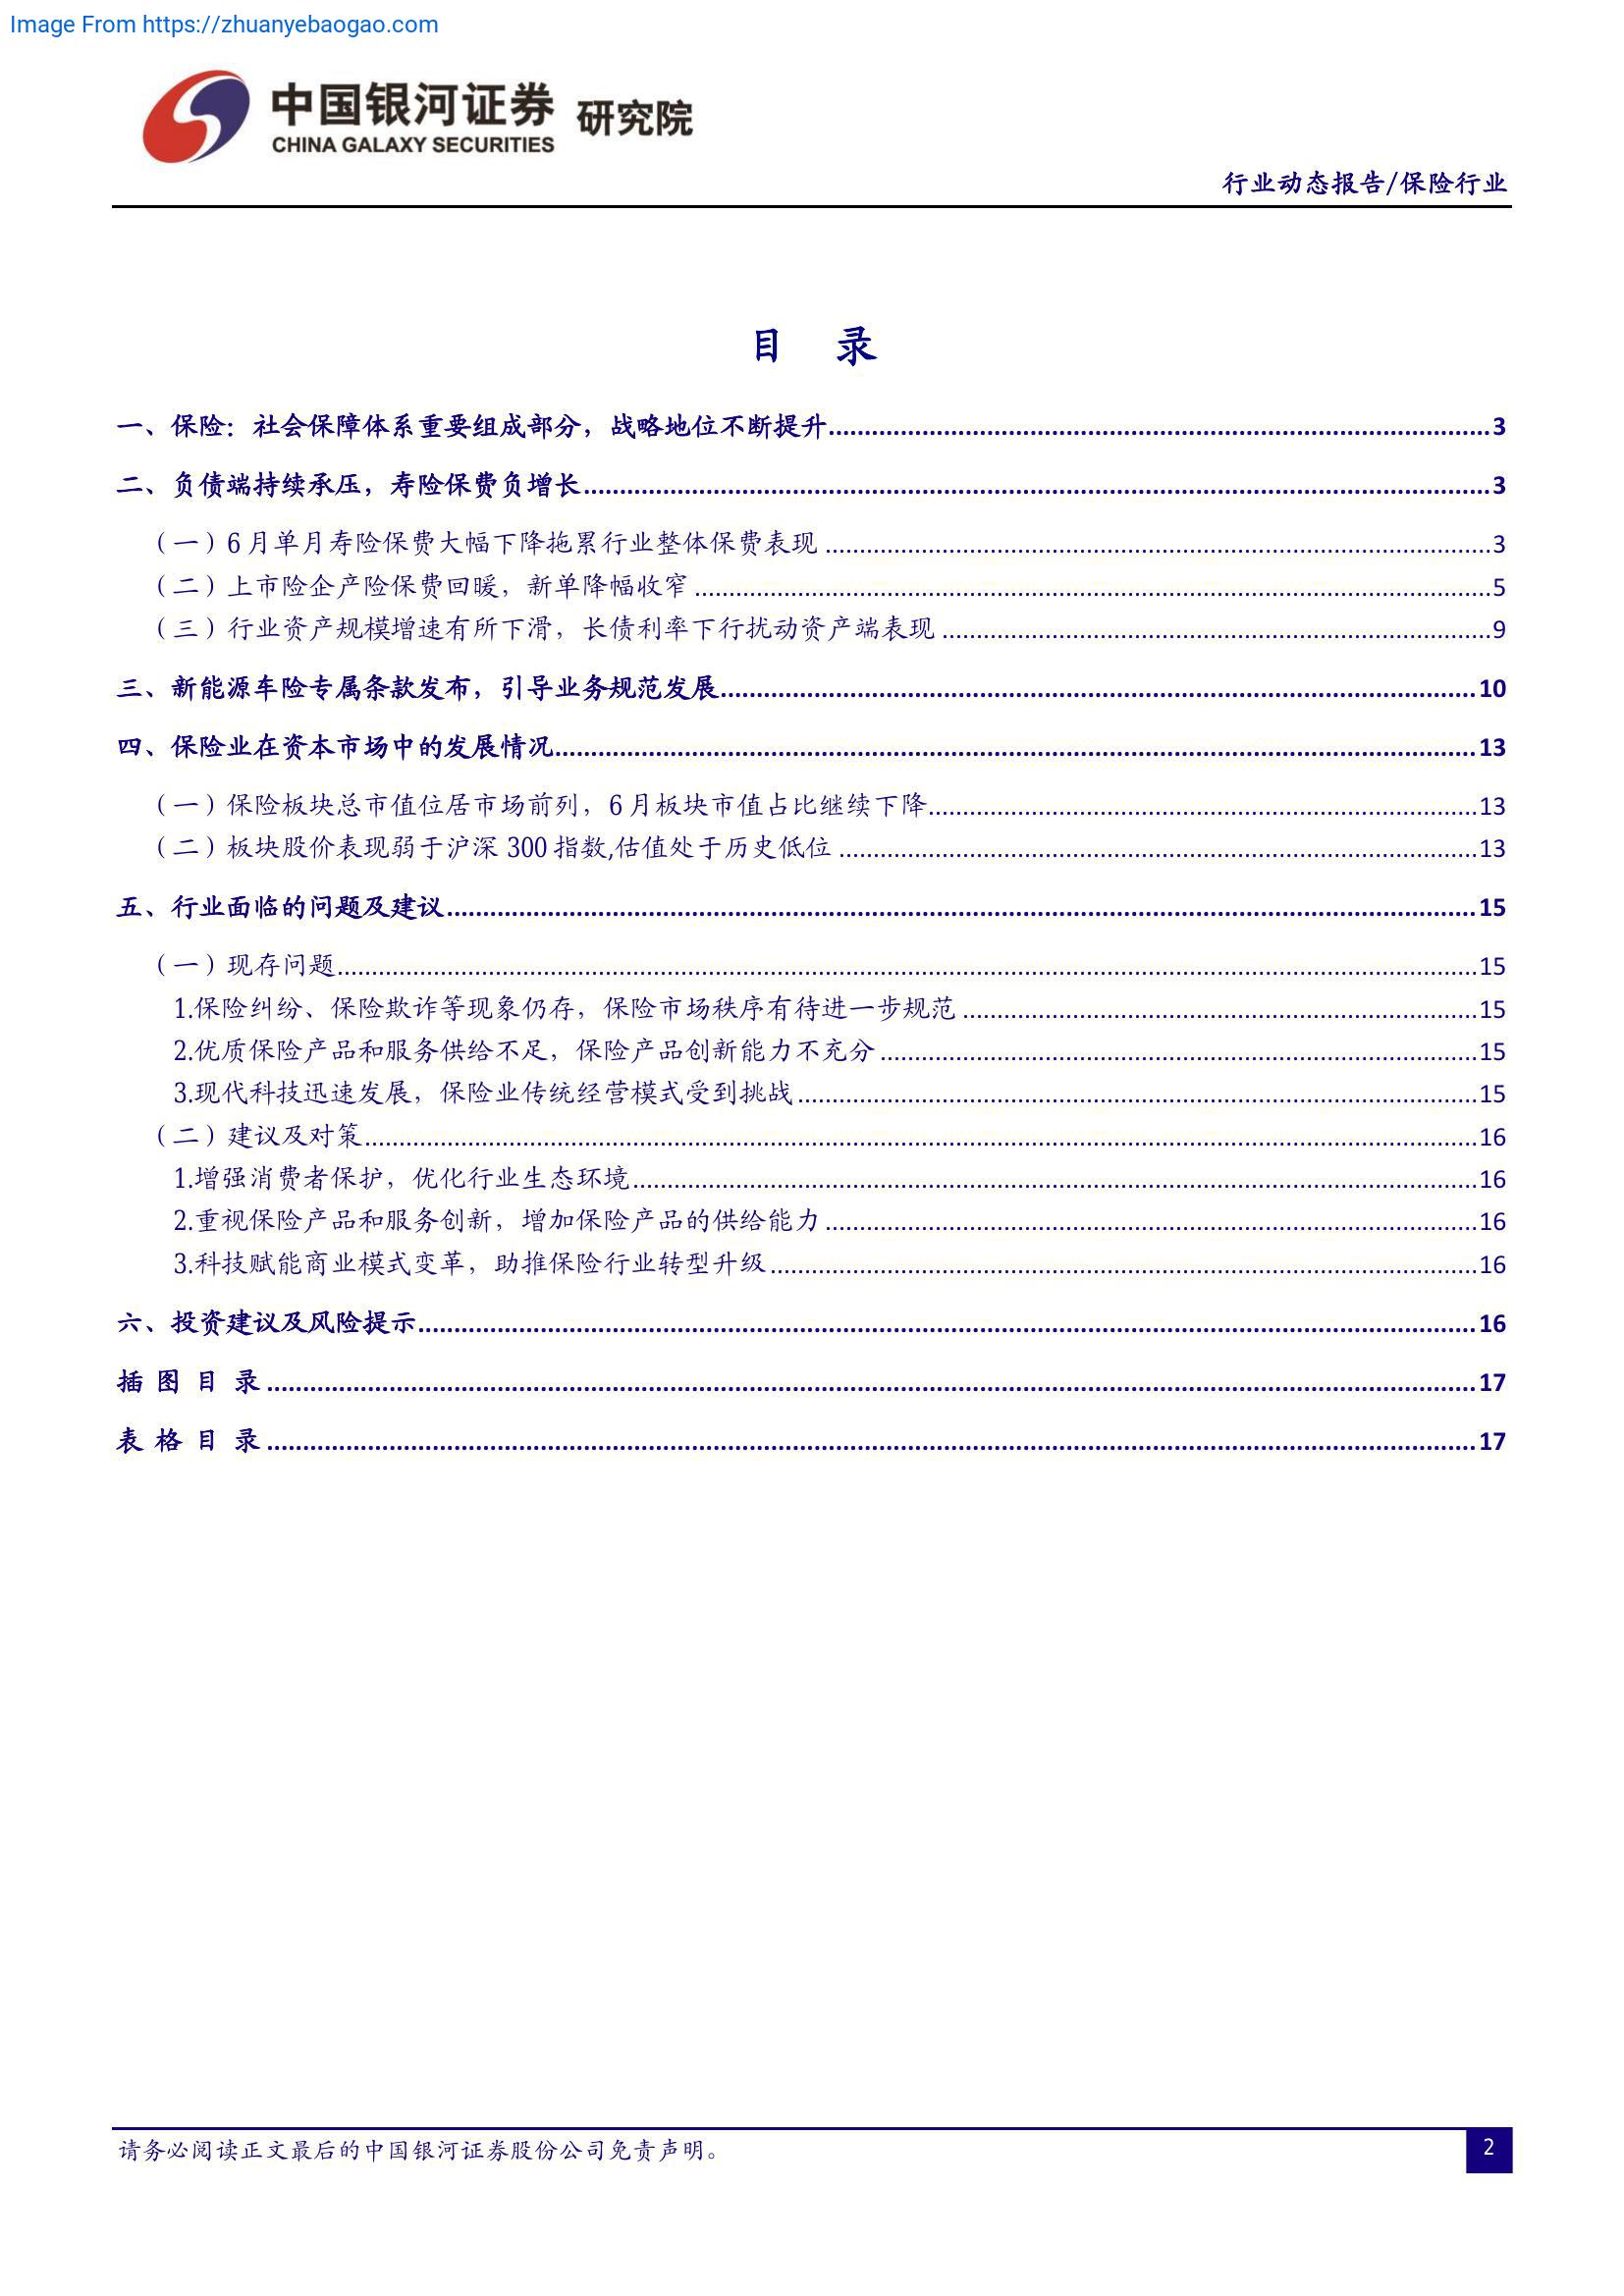 Image From https://zhuanyebaogao.com
中国银河证券 研究院
CHINA GALAXY SECURITIES
行业动态报告/保险行业
目 录
一、保险：社会保障体系重要组成部分，战略地位不断提升 3
二、负债端持续承压，寿险保费负增长 3
（一）6 月单月寿险保费大幅下降拖累行业整体保费表现 3
（二）上市险企产险保费回暖，新单降幅收窄 5
（三）行业资产规模增速有所下滑，长债利率下行扰动资产端表现 9
三、新能源车险专属条款发布，引导业务规范发展 10
四、保险业在资本市场中的发展情况 13
（一）保险板块总市值位居市场前列，6 月板块市值占比继续下降 13
（二）板块股价表现弱于沪深 300 指数,估值处于历史低位 13
五、行业面临的问题及建议 15
（一）现存问题 15
1.保险纠纷、保险欺诈等现象仍存，保险市场秩序有待进一步规范 15
2.优质保险产品和服务供给不足，保险产品创新能力不充分 15
3.现代科技迅速发展，保险业传统经营模式受到挑战 15
（二）建议及对策 16
1.增强消费者保护，优化行业生态环境 16
2.重视保险产品和服务创新，增加保险产品的供给能力 16
3.科技赋能商业模式变革，助推保险行业转型升级 16
六、投资建议及风险提示 16
插 图 目 录 17
表 格 目 录 17
请务必阅读正文最后的中国银河证券股份公司免责声明。
2